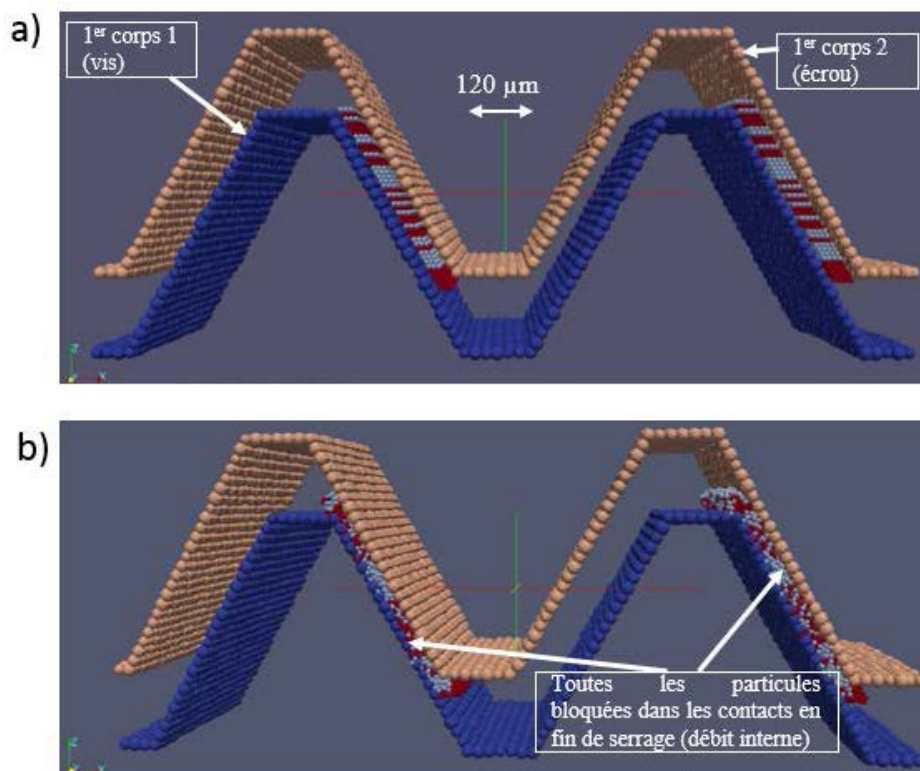 a)
1er corps 1
(vis)
120 µm
1er corps 2
(écrou)
b)
Toutes les particules
bloquées dans les contacts en
fin de serrage (débit interne)